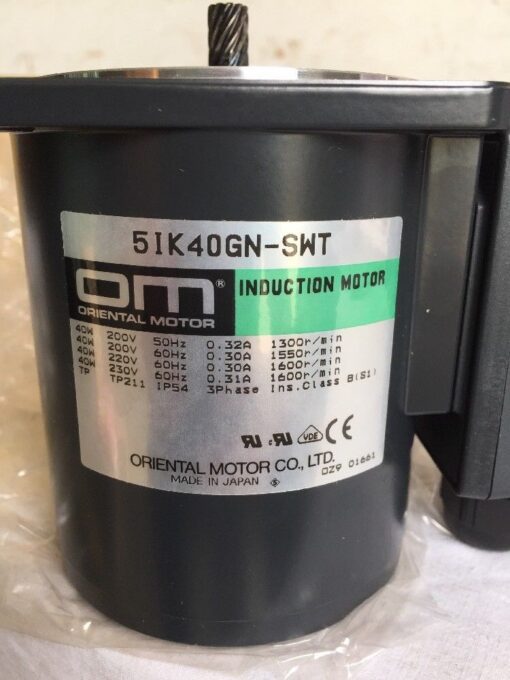 5IK40GN-SWT
OM® INDUCTION MOTOR
ORIENTAL MOTOR
40W 200V 50Hz 0.32A 1300r/min
40W 200V 60Hz 0.30A 1550r/min
40W 220V 60Hz 0.30A 1600r/min
40W 230V 60Hz 0.31A 1600r/min
TP TP211 IP54 3Phase Ins.Class B(S1)
VDE CE
ORIENTAL MOTOR CO., LTD.
MADE IN JAPAN Ⓢ DZ9 01661